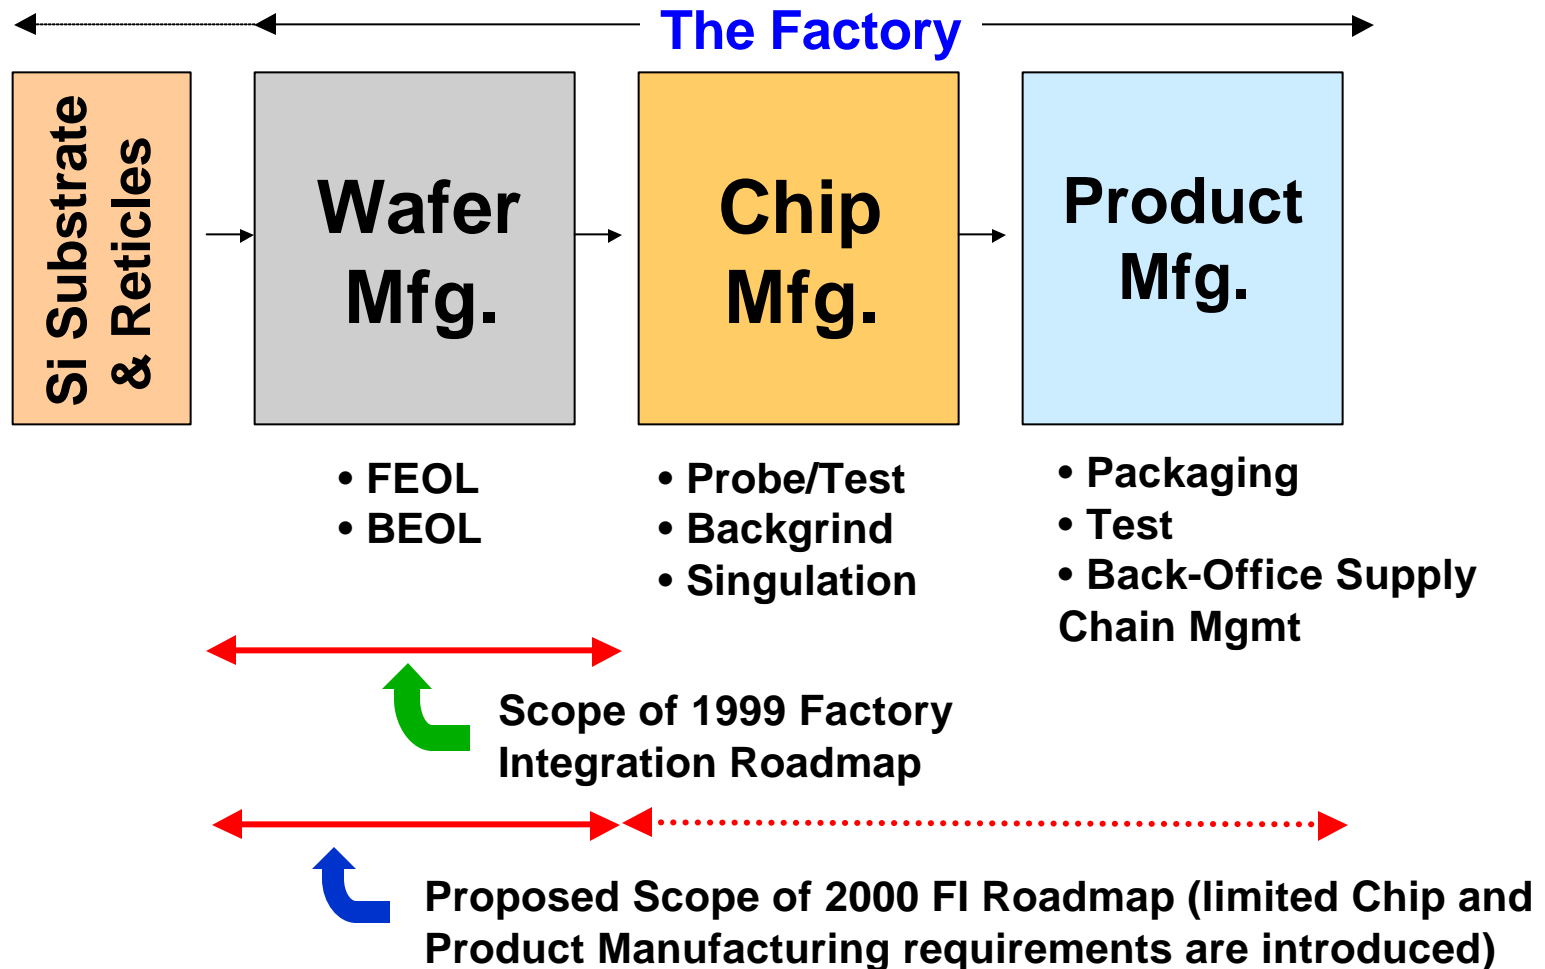 The Factory
Si Substrate
& Reticles
Wafer
Mfg.
Chip
Mfg.
Product
Mfg.
• FEOL
• BEOL
• Probe/Test
• Backgrind
• Singulation
• Packaging
• Test
• Back-Office Supply
Chain Mgmt
Scope of 1999 Factory
Integration Roadmap
Proposed Scope of 2000 FI Roadmap (limited Chip and
Product Manufacturing requirements are introduced)